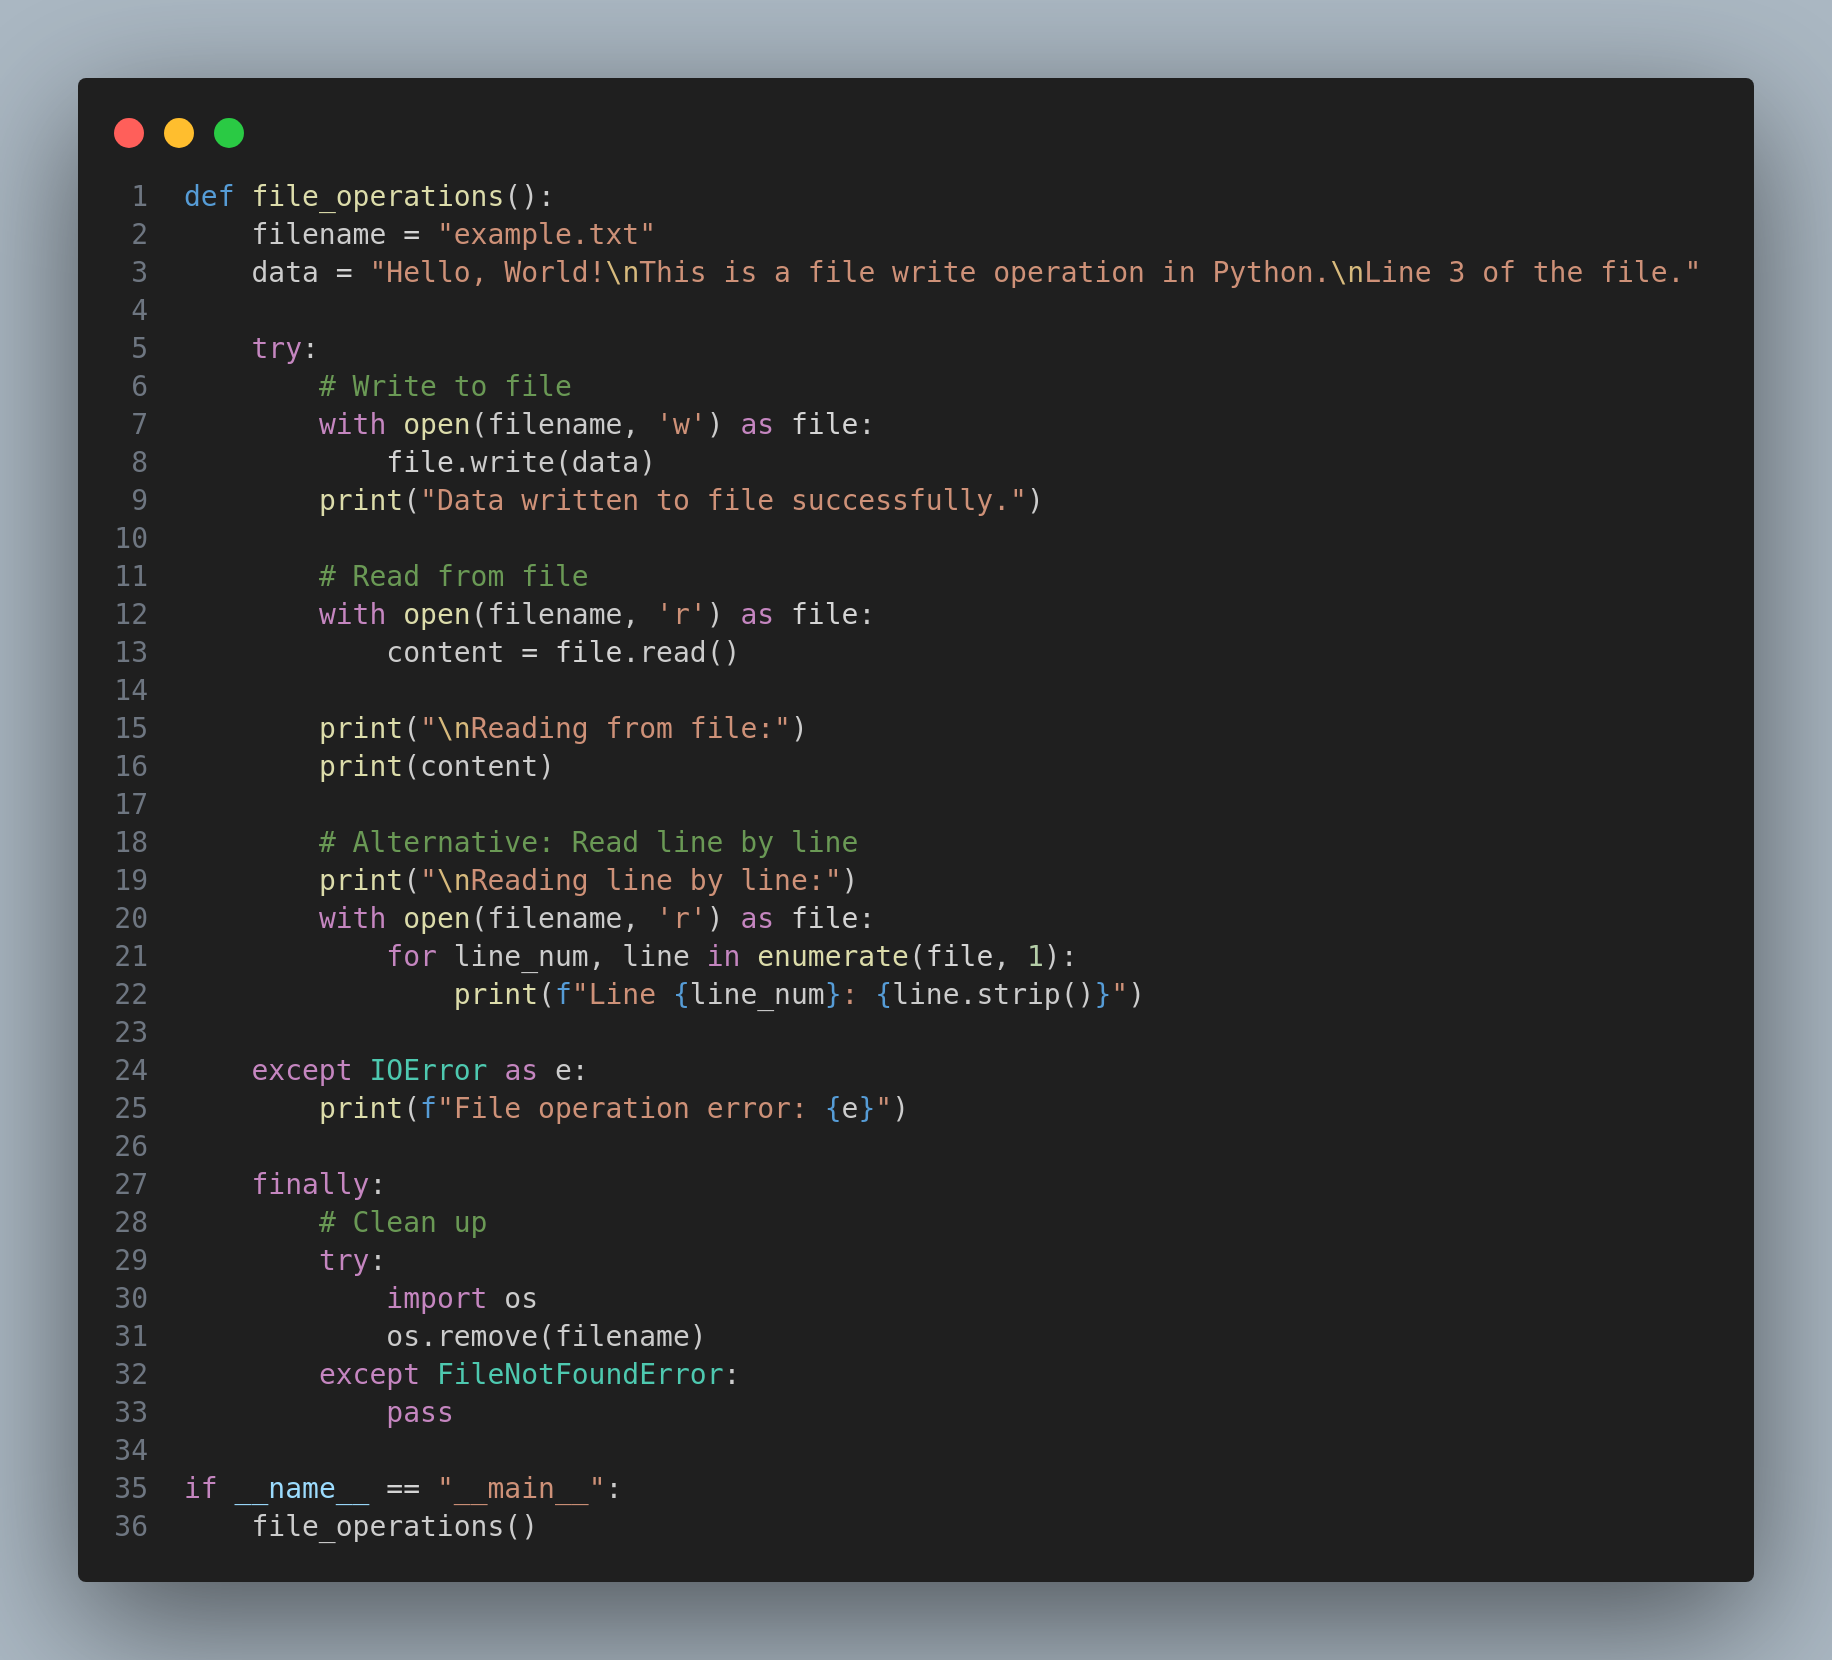 1 def file_operations():
2     filename = "example.txt"
3     data = "Hello, World!\nThis is a file write operation in Python.\nLine 3 of the file."
4
5     try:
6         # Write to file
7         with open(filename, 'w') as file:
8             file.write(data)
9         print("Data written to file successfully.")
10
11         # Read from file
12         with open(filename, 'r') as file:
13             content = file.read()
14
15         print("\nReading from file:")
16         print(content)
17
18         # Alternative: Read line by line
19         print("\nReading line by line:")
20         with open(filename, 'r') as file:
21             for line_num, line in enumerate(file, 1):
22                 print(f"Line {line_num}: {line.strip()}")
23
24     except IOError as e:
25         print(f"File operation error: {e}")
26
27     finally:
28         # Clean up
29         try:
30             import os
31             os.remove(filename)
32         except FileNotFoundError:
33             pass
34
35 if __name__ == "__main__":
36     file_operations()